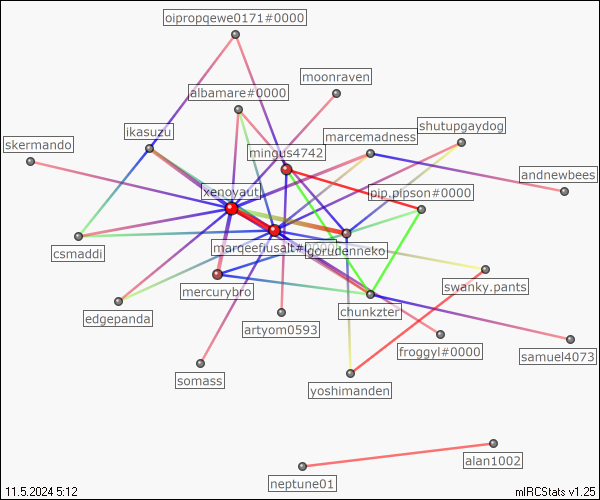 oipropqewe0171#0000
moonraven
albamare#0000
shutupgaydog
ikasuzu
marcemadness
skermando
mingus4742
andnewbees
xenoyaut
pip.pipson#0000
marqeefiusalt#0000
gorudenneko
csmaddi
mercurybro
swanky.pants
edgepanda
chunkzter
artyom0593
froggyl#0000
samuel4073
somass
yoshimanden
alan1002
neptune01
11.5.2024 5:12
mIRCStats v1.25